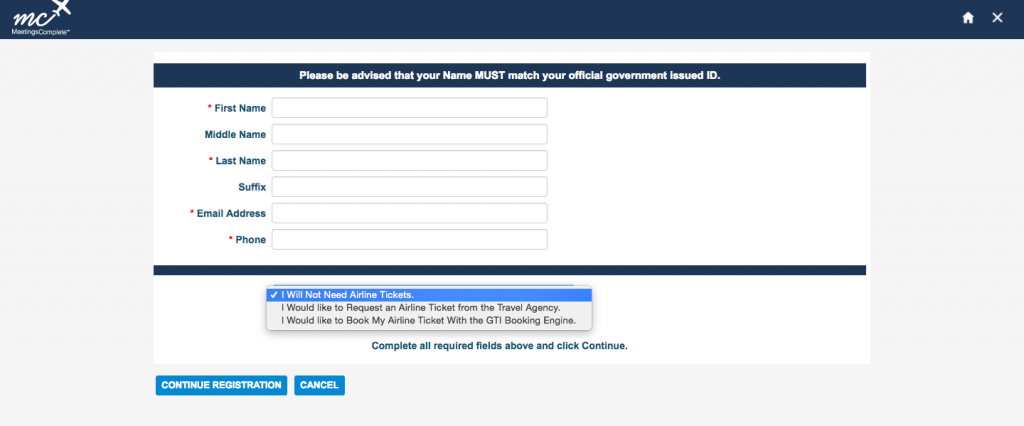 mc
MeetingsComplete™
Please be advised that your Name MUST match your official government issued ID.
* First Name
Middle Name
* Last Name
Suffix
* Email Address
* Phone
✓ I Will Not Need Airline Tickets.
I Would like to Request an Airline Ticket from the Travel Agency.
I Would like to Book My Airline Ticket With the GTI Booking Engine.
Complete all required fields above and click Continue.
CONTINUE REGISTRATION CANCEL